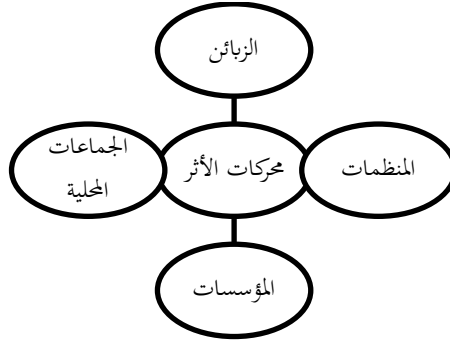 الزبائن
المنظمات
محركات الأثر
الجماعات
المحلية
المؤسسات